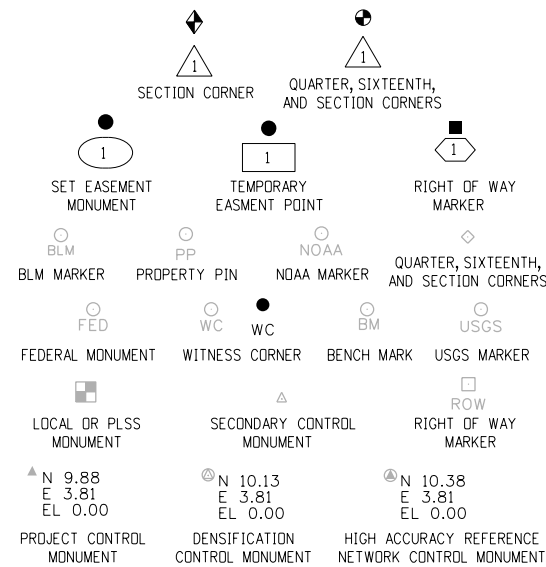 1
1
SECTION CORNER
QUARTER, SIXTEENTH,
AND SECTION CORNERS
1
1
1
SET EASEMENT
MONUMENT
TEMPORARY
EASMENT POINT
RIGHT OF WAY
MARKER
BLM
PP
NOAA
BLM MARKER
PROPERTY PIN
NOAA MARKER
QUARTER, SIXTEENTH,
AND SECTION CORNERS
FED
WC
WC
BM
USGS
FEDERAL MONUMENT
WITNESS CORNER
BENCH MARK
USGS MARKER
ROW
LOCAL OR PLSS
MONUMENT
SECONDARY CONTROL
MONUMENT
RIGHT OF WAY
MARKER
N 9.88
E 3.81
EL 0.00
N 10.13
E 3.81
EL 0.00
N 10.38
E 3.81
EL 0.00
PROJECT CONTROL
MONUMENT
DENSIFICATION
CONTROL MONUMENT
HIGH ACCURACY REFERENCE
NETWORK CONTROL MONUMENT